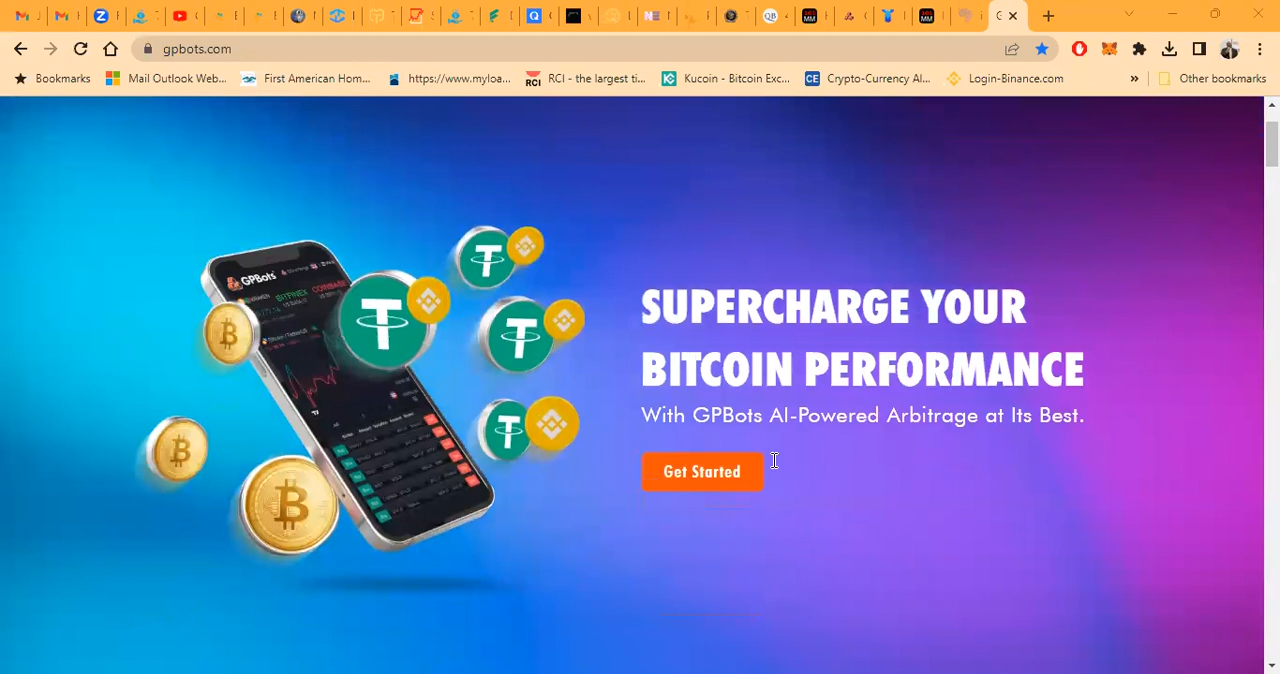 gpbots.com
Bookmarks
Mail Outlook Web...
First American Hom...
https://www.myloa...
RCI - the largest ti...
Kucoin - Bitcoin Exc...
Crypto-Currency Al...
Login-Binance.com
»
Other bookmarks
GPBots
BITFINEX
COINBASE
SUPERCHARGE YOUR
BITCOIN PERFORMANCE
With GPBots AI-Powered Arbitrage at Its Best.
Get Started